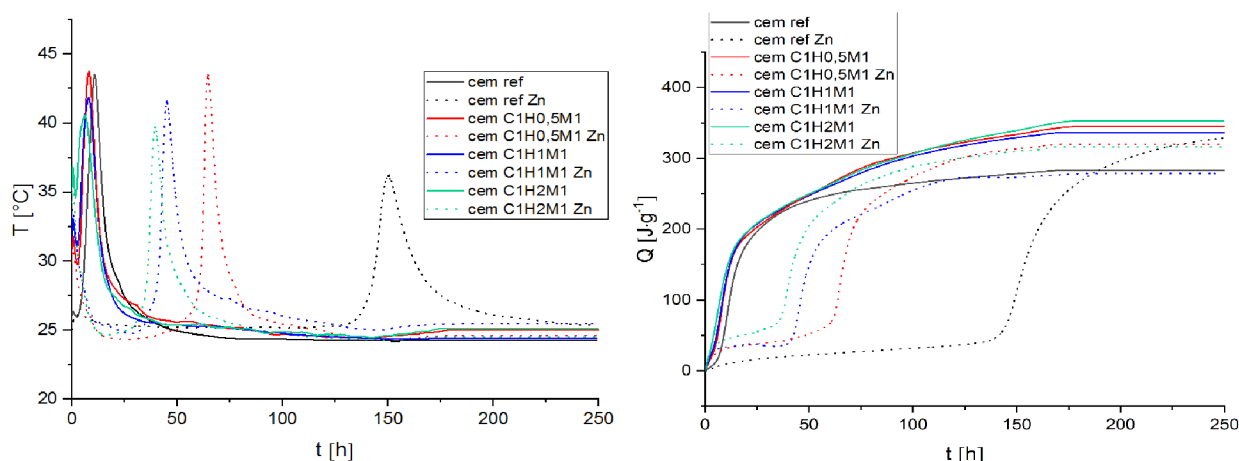 45
40
35
30
25
20
T [°C]
0
50
100
150
200
250
t [h]
cem ref
cem ref Zn
cem C1H0,5M1
cem C1H0,5M1 Zn
cem C1H1M1
cem C1H1M1 Zn
cem C1H2M1
cem C1H2M1 Zn
cem ref
cem ref Zn
cem C1H0,5M1
cem C1H0,5M1 Zn
cem C1H1M1
cem C1H1M1 Zn
cem C1H2M1
cem C1H2M1 Zn
400
300
200
100
0
Q [J·g⁻¹]
0
50
100
150
200
250
t [h]